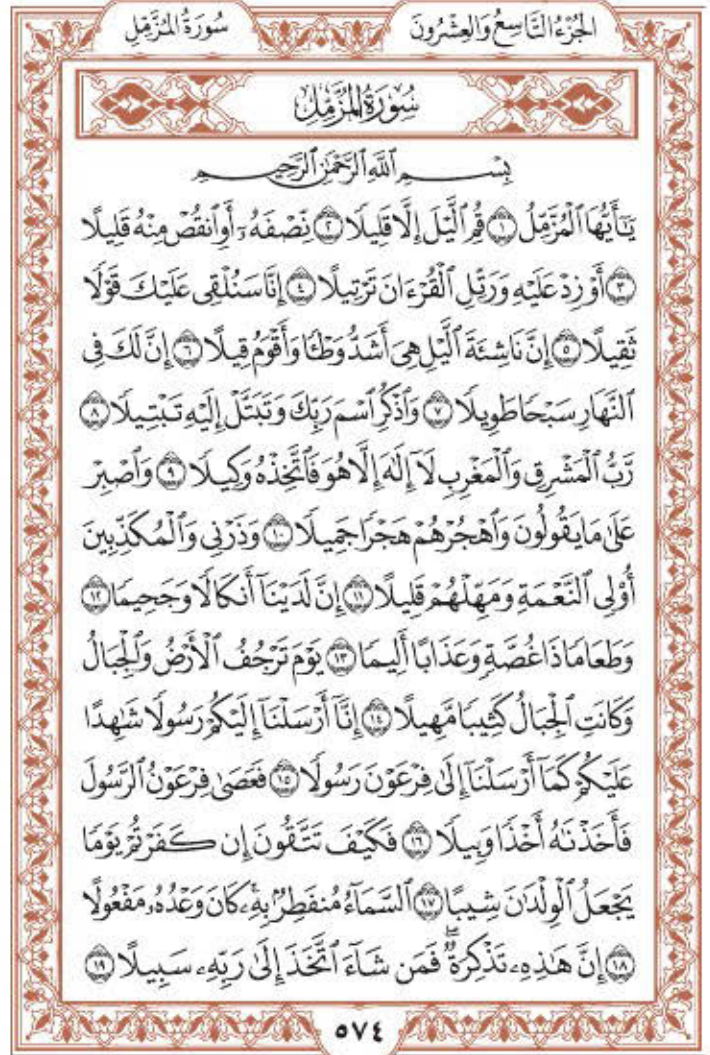 الجُزْءُ التَّاسِعُ وَالعِشْرُونَ سُورَةُ المُزَّمِّلِ
سُورَةُ المُزَّمِّلِ
بِسْمِ ٱللَّهِ ٱلرَّحْمَٰنِ ٱلرَّحِيمِ
يَٰٓأَيُّهَا ٱلْمُزَّمِّلُ ۝١ قُمِ ٱلَّيْلَ إِلَّا قَلِيلًا ۝٢ نِّصْفَهُۥٓ أَوِ ٱنقُصْ مِنْهُ قَلِيلًا
۝٣ أَوْ زِدْ عَلَيْهِ وَرَتِّلِ ٱلْقُرْءَانَ تَرْتِيلًا ۝٤ إِنَّا سَنُلْقِى عَلَيْكَ قَوْلًا
ثَقِيلًا ۝٥ إِنَّ نَاشِئَةَ ٱلَّيْلِ هِىَ أَشَدُّ وَطْـًٔا وَأَقْوَمُ قِيلًا ۝٦ إِنَّ لَكَ فِى
ٱلنَّهَارِ سَبْحًا طَوِيلًا ۝٧ وَٱذْكُرِ ٱسْمَ رَبِّكَ وَتَبَتَّلْ إِلَيْهِ تَبْتِيلًا ۝٨
رَّبُّ ٱلْمَشْرِقِ وَٱلْمَغْرِبِ لَآ إِلَٰهَ إِلَّا هُوَ فَٱتَّخِذْهُ وَكِيلًا ۝٩ وَٱصْبِرْ
عَلَىٰ مَا يَقُولُونَ وَٱهْجُرْهُمْ هَجْرًا جَمِيلًا ۝١٠ وَذَرْنِى وَٱلْمُكَذِّبِينَ
أُو۟لِى ٱلنَّعْمَةِ وَمَهِّلْهُمْ قَلِيلًا ۝١١ إِنَّ لَدَيْنَآ أَنكَالًا وَجَحِيمًا ۝١٢
وَطَعَامًا ذَا غُصَّةٍ وَعَذَابًا أَلِيمًا ۝١٣ يَوْمَ تَرْجُفُ ٱلْأَرْضُ وَٱلْجِبَالُ
وَكَانَتِ ٱلْجِبَالُ كَثِيبًا مَّهِيلًا ۝١٤ إِنَّآ أَرْسَلْنَآ إِلَيْكُمْ رَسُولًا شَٰهِدًا
عَلَيْكُمْ كَمَآ أَرْسَلْنَآ إِلَىٰ فِرْعَوْنَ رَسُولًا ۝١٥ فَعَصَىٰ فِرْعَوْنُ ٱلرَّسُولَ
فَأَخَذْنَٰهُ أَخْذًا وَبِيلًا ۝١٦ فَكَيْفَ تَتَّقُونَ إِن كَفَرْتُمْ يَوْمًا
يَجْعَلُ ٱلْوِلْدَٰنَ شِيبًا ۝١٧ ٱلسَّمَآءُ مُنفَطِرٌۢ بِهِۦ ۚ كَانَ وَعْدُهُۥ مَفْعُولًا
۝١٨ إِنَّ هَٰذِهِۦ تَذْكِرَةٌ ۖ فَمَن شَآءَ ٱتَّخَذَ إِلَىٰ رَبِّهِۦ سَبِيلًا ۝١٩
٥٧٤